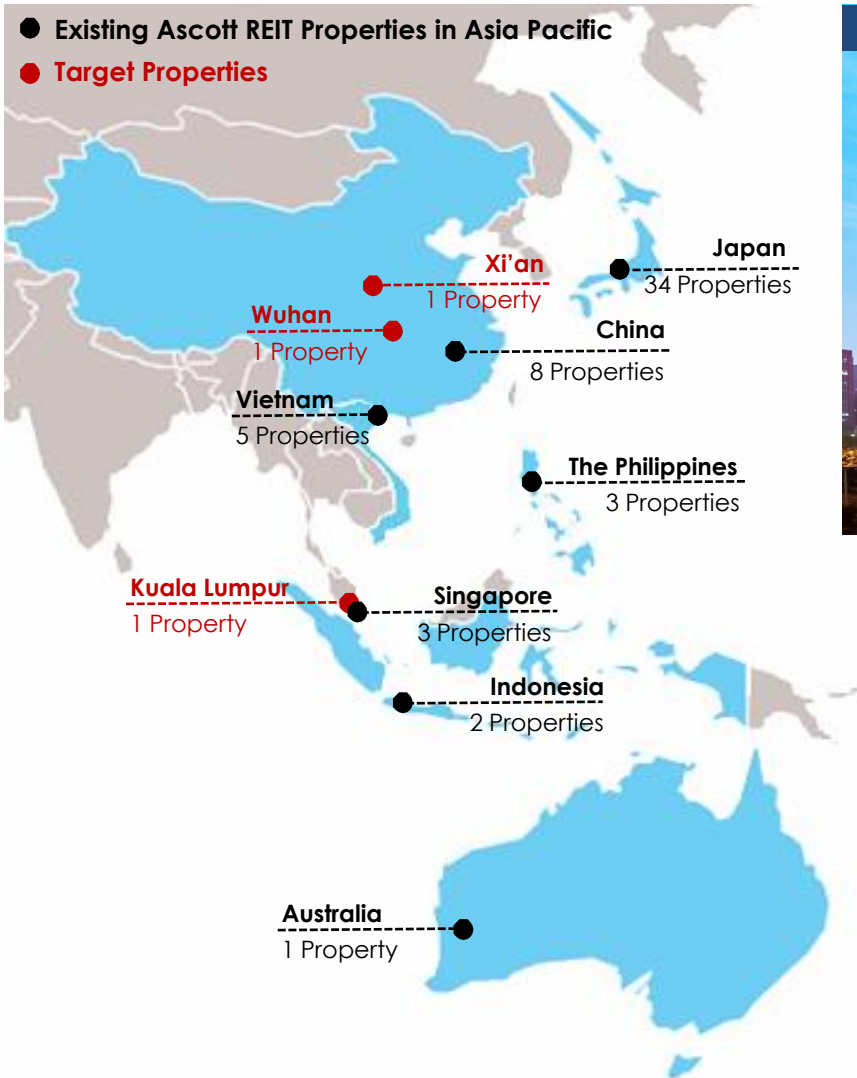 Existing Ascott REIT Properties in Asia Pacific
Target Properties
Japan
34 Properties
Xi’an
1 Property
Wuhan
1 Property
China
8 Properties
Vietnam
5 Properties
The Philippines
3 Properties
Kuala Lumpur
1 Property
Singapore
3 Properties
Indonesia
2 Properties
Australia
1 Property